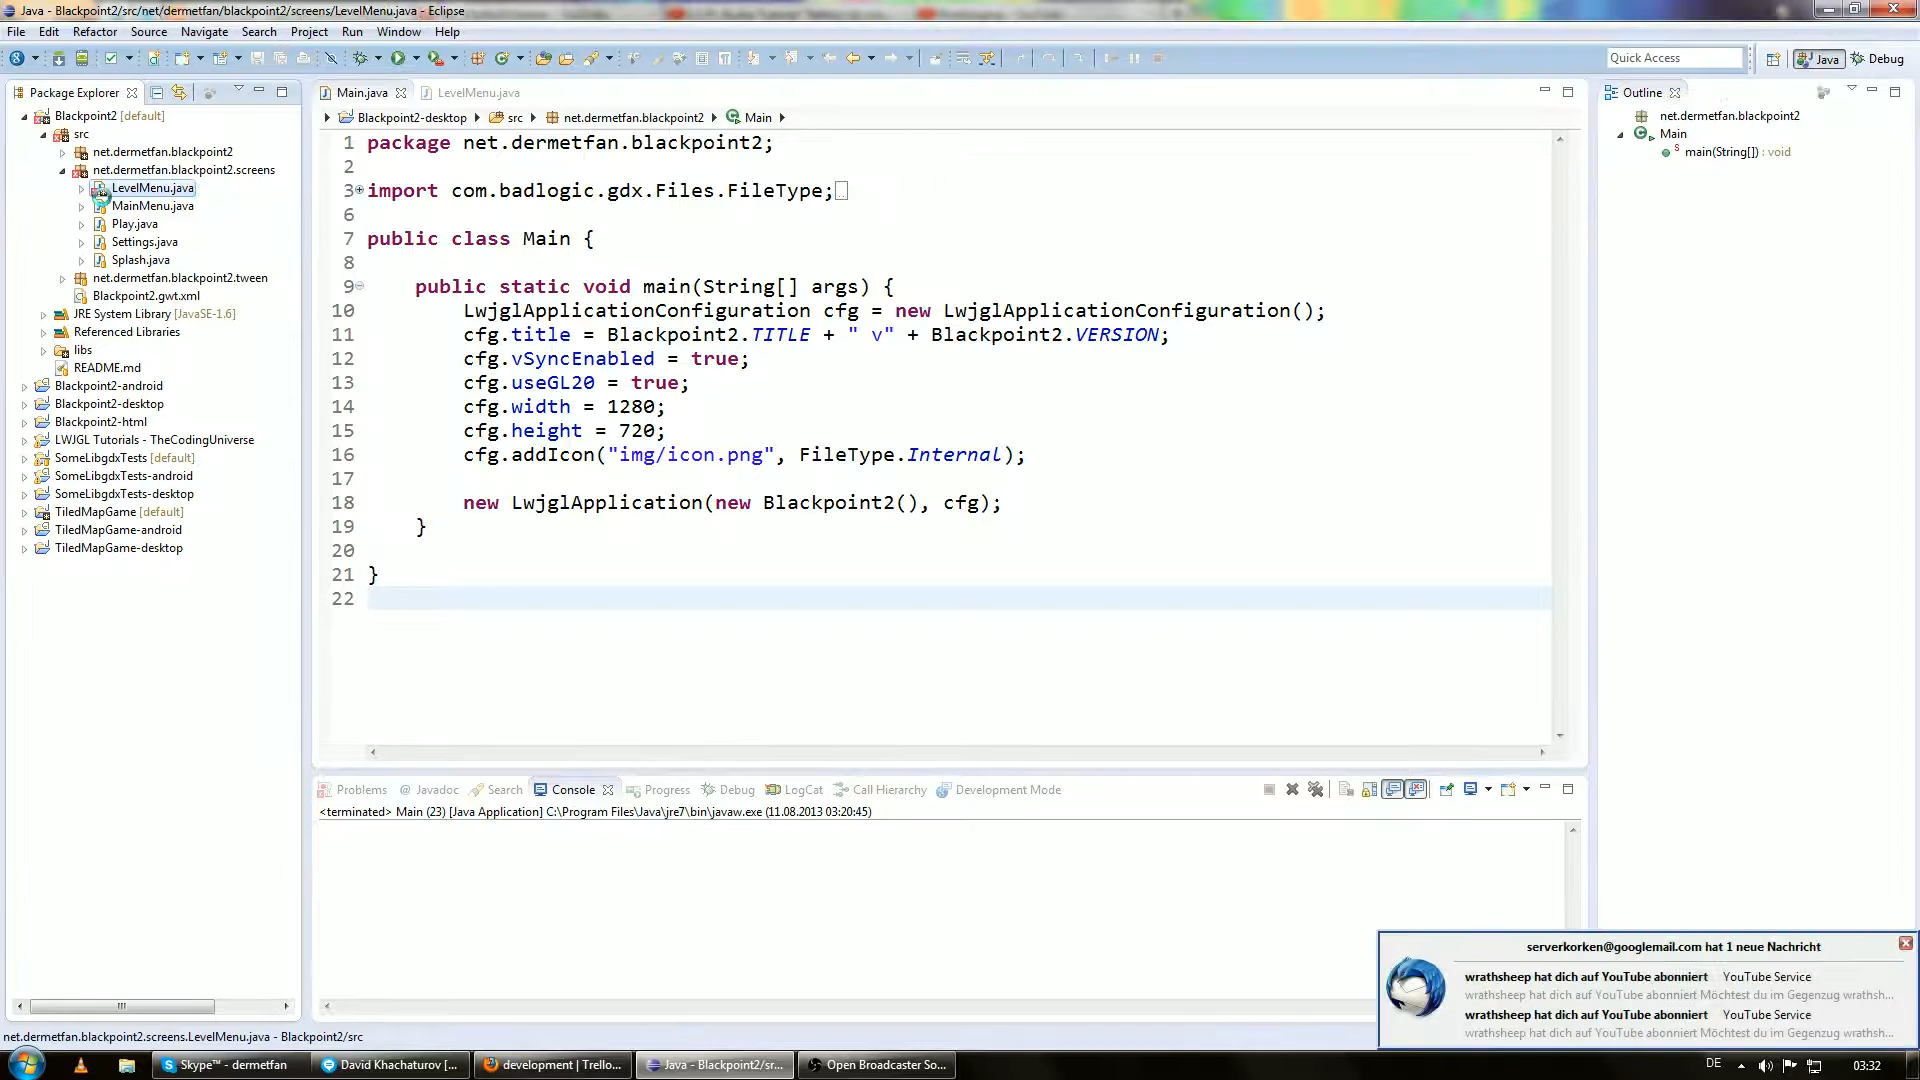 Java - Blackpoint2/src/net/dermetfan/blackpoint2/screens/LevelMenu.java - Eclipse
File Edit Refactor Source Navigate Search Project Run Window Help
Quick Access
Java
Debug
Package Explorer
Blackpoint2 [default]
src
net.dermetfan.blackpoint2
net.dermetfan.blackpoint2.screens
LevelMenu.java
MainMenu.java
Play.java
Settings.java
Splash.java
net.dermetfan.blackpoint2.tween
Blackpoint2.gwt.xml
JRE System Library [JavaSE-1.6]
Referenced Libraries
libs
README.md
Blackpoint2-android
Blackpoint2-desktop
Blackpoint2-html
LWJGL Tutorials - TheCodingUniverse
SomeLibgdxTests [default]
SomeLibgdxTests-android
SomeLibgdxTests-desktop
TiledMapGame [default]
TiledMapGame-android
TiledMapGame-desktop
Main.java
LevelMenu.java
Blackpoint2-desktop src net.dermetfan.blackpoint2 Main
1 package net.dermetfan.blackpoint2;
2
3 import com.badlogic.gdx.Files.FileType;
6
7 public class Main {
8
9 public static void main(String[] args) {
10 LwjglApplicationConfiguration cfg = new LwjglApplicationConfiguration();
11 cfg.title = Blackpoint2.TITLE + " v" + Blackpoint2.VERSION;
12 cfg.vSyncEnabled = true;
13 cfg.useGL20 = true;
14 cfg.width = 1280;
15 cfg.height = 720;
16 cfg.addIcon("img/icon.png", FileType.Internal);
17
18 new LwjglApplication(new Blackpoint2(), cfg);
19 }
20
21 }
22
Outline
net.dermetfan.blackpoint2
Main
main(String[]) : void
Problems @ Javadoc Search Console Progress Debug LogCat Call Hierarchy Development Mode
<terminated> Main (23) [Java Application] C:\Program Files\Java\jre7\bin\javaw.exe (11.08.2013 03:20:45)
serverkorken@googlemail.com hat 1 neue Nachricht
wrathsheep hat dich auf YouTube abonniert YouTube Service
wrathsheep hat dich auf YouTube abonniert Möchtest du im Gegenzug wrathsh...
wrathsheep hat dich auf YouTube abonniert YouTube Service
wrathsheep hat dich auf YouTube abonniert Möchtest du im Gegenzug wrathsh...
net.dermetfan.blackpoint2.screens.LevelMenu.java - Blackpoint2/src
Skype™ - dermetfan
David Khachaturov [...
development | Trello...
Java - Blackpoint2/sr...
Open Broadcaster So...
DE
03:32